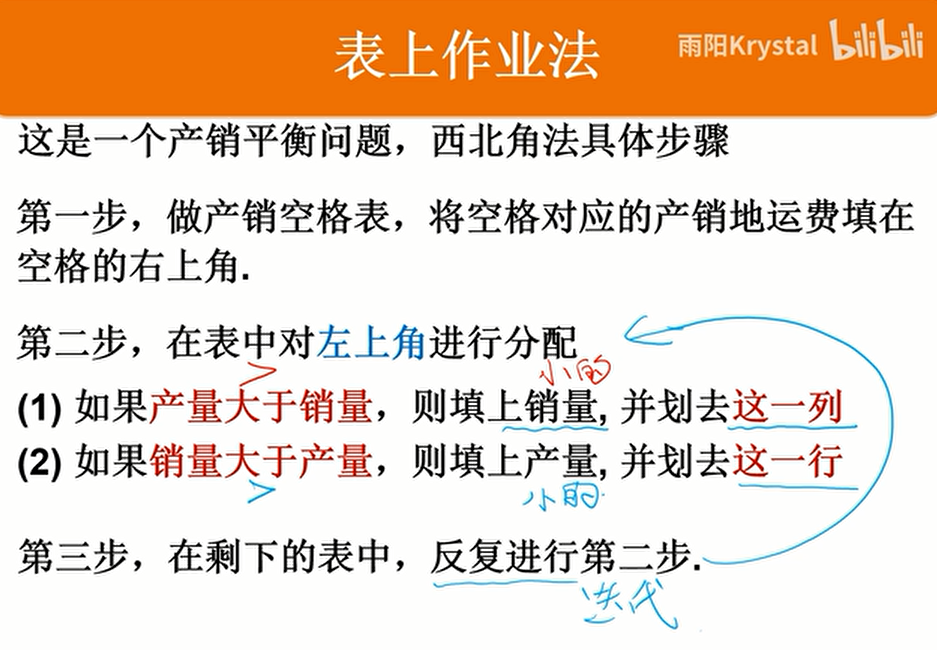 表上作业法
雨阳Krystal bilibili
这是一个产销平衡问题，西北角法具体步骤
第一步，做产销空格表，将空格对应的产销地运费填在
空格的右上角.
第二步，在表中对左上角进行分配
> 小的
(1) 如果产量大于销量，则填上销量, 并划去这一列
(2) 如果销量大于产量，则填上产量, 并划去这一行
> 小的.
第三步，在剩下的表中，反复进行第二步.
迭代